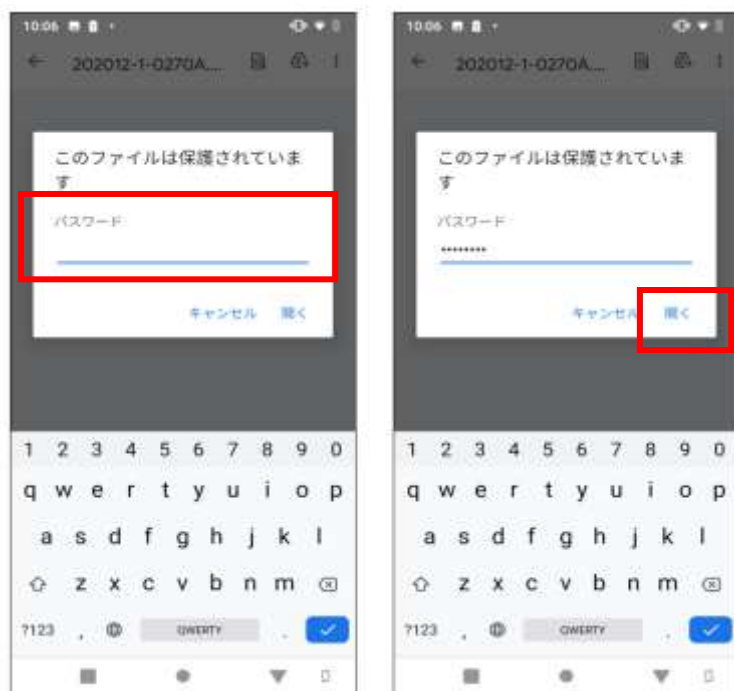 10:06
202012-1-0270A...
このファイルは保護されていま
す
パスワード
キャンセル 開く
1 2 3 4 5 6 7 8 9 0
q w e r t y u i o p
a s d f g h j k l
z x c v b n m
?123 , QWERTY .
10:06
202012-1-0270A...
このファイルは保護されていま
す
パスワード
••••••••
キャンセル 開く
1 2 3 4 5 6 7 8 9 0
q w e r t y u i o p
a s d f g h j k l
z x c v b n m
?123 , QWERTY .